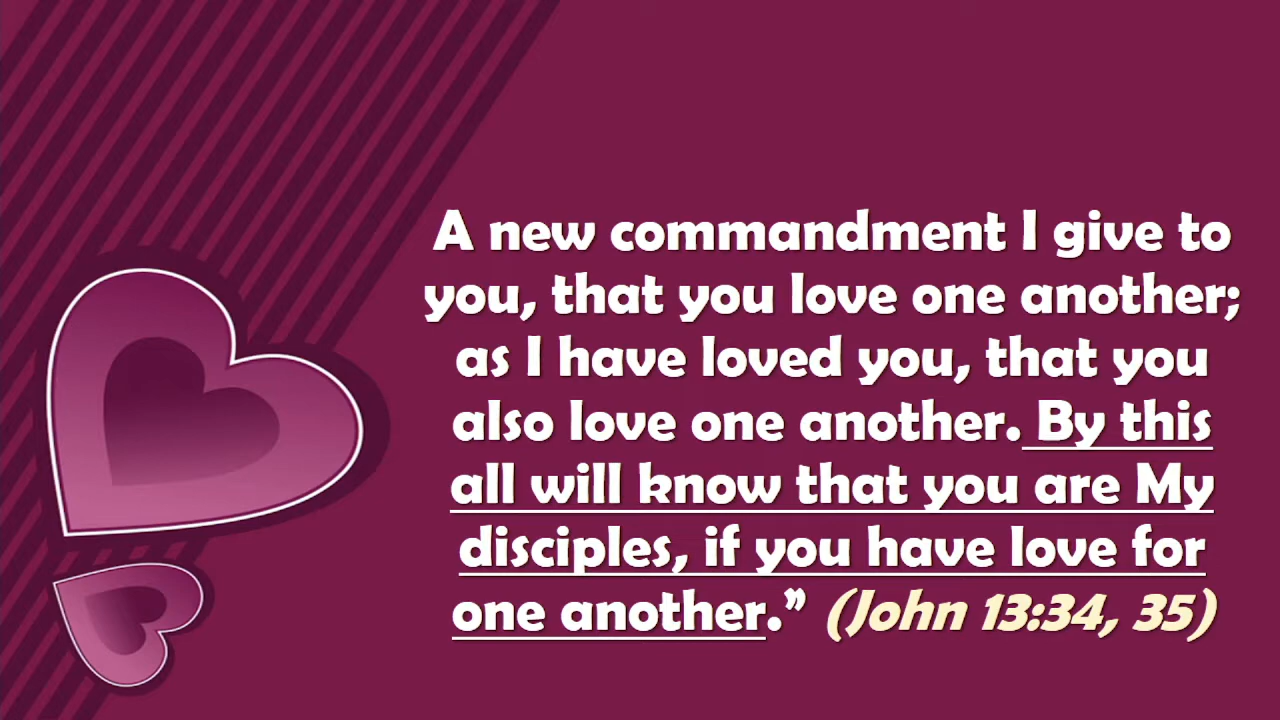 A new commandment I give to
you, that you love one another;
as I have loved you, that you
also love one another. By this
all will know that you are My
disciples, if you have love for
one another.” (John 13:34, 35)